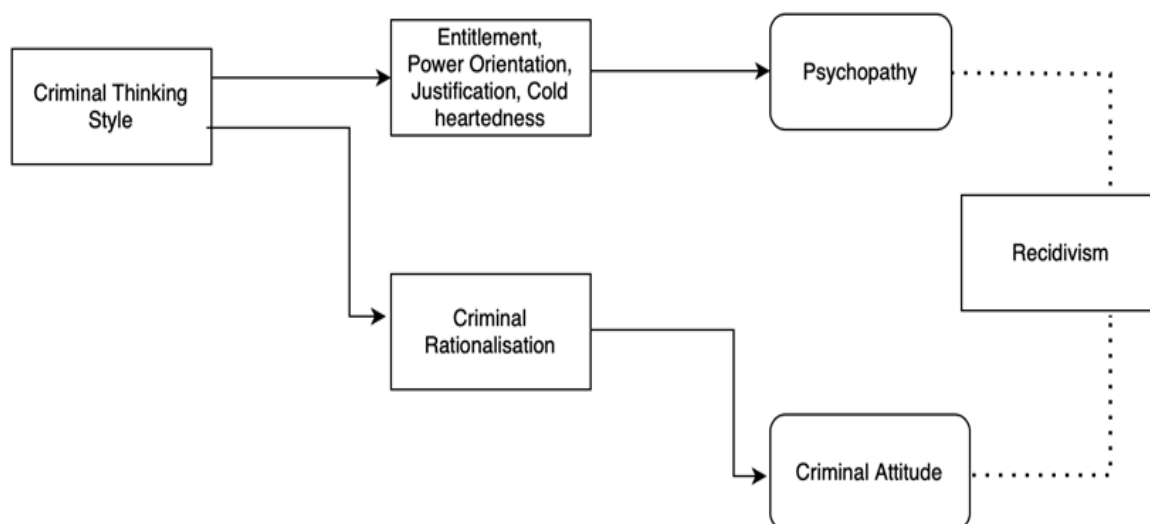 Criminal Thinking
Style
Entitlement,
Power Orientation,
Justification, Cold
heartedness
Psychopathy
Recidivism
Criminal
Rationalisation
Criminal Attitude